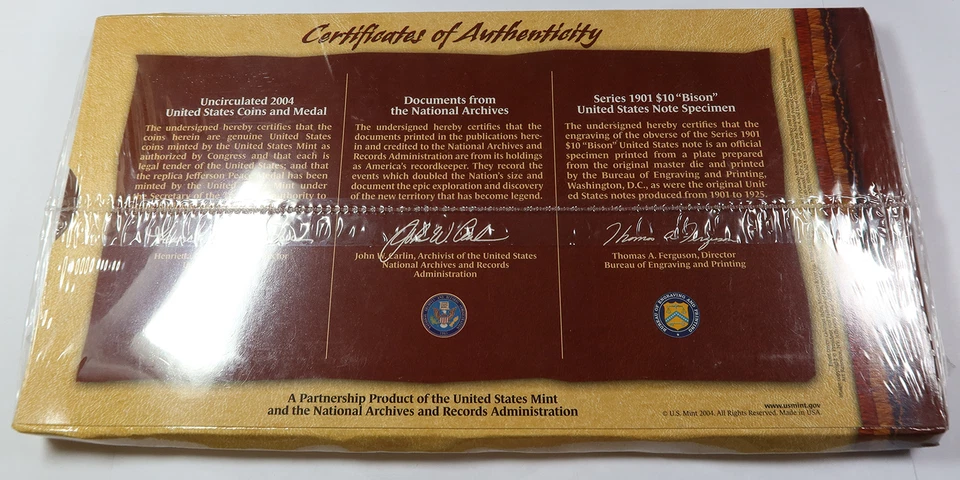 Certificates of Authenticity
Uncirculated 2004
United States Coins and Medal
The undersigned hereby certifies that the
coins herein are genuine United States
coins minted by the United States Mint as
authorized by Congress and that each is
legal tender of the United States; and that
the replica Jefferson Peace Medal has been
minted by the United Mint under
Secretary of the to
Documents from
the National Archives
The undersigned hereby certifies that the
documents printed in the publications here-
in and credited to the National Archives and
Records Administration are from its holdings
as America's recordkeeper. They record the
events which doubled the Nation's size and
document the epic exploration and discovery
of the new territory that has become legend.
John W. Carlin, Archivist of the United States
National Archives and Records
Administration
Series 1901 $10 "Bison"
United States Note Specimen
The undersigned hereby certifies that the
engraving of the obverse of the Series 1901
$10 "Bison" United States note is an official
specimen printed from a plate prepared
from the original master die and printed
by the Bureau of Engraving and Printing,
Washington, D.C., as were the original Unit-
ed States notes produced from 1901 to 1925.
Thomas A. Ferguson, Director
Bureau of Engraving and Printing
BUREAU OF ENGRAVING AND PRINTING
A Partnership Product of the United States Mint
and the National Archives and Records Administration
www.usmint.gov
© U.S. Mint 2004. All Rights Reserved. Made in USA